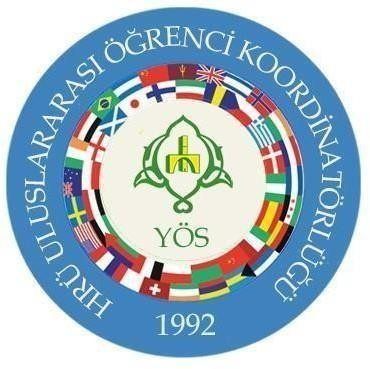 HRÜ ULUSLARARASI ÖĞRENCİ KOORDİNATÖRLÜĞÜ
YÖS
1992